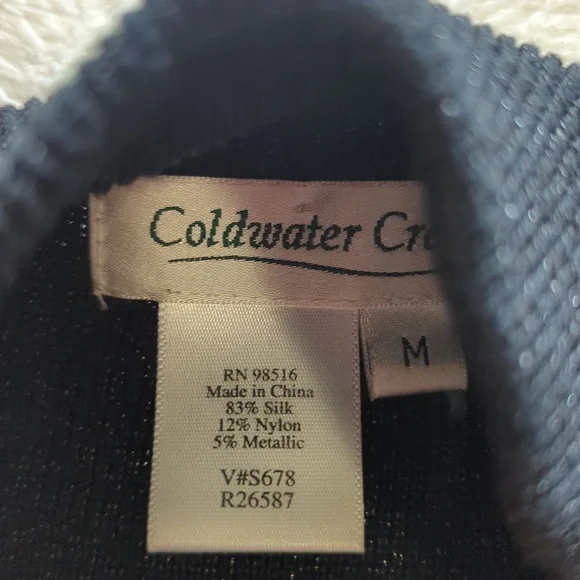 Coldwater Cr
M
RN 98516
Made in China
83% Silk
12% Nylon
5% Metallic
V#S678
R26587